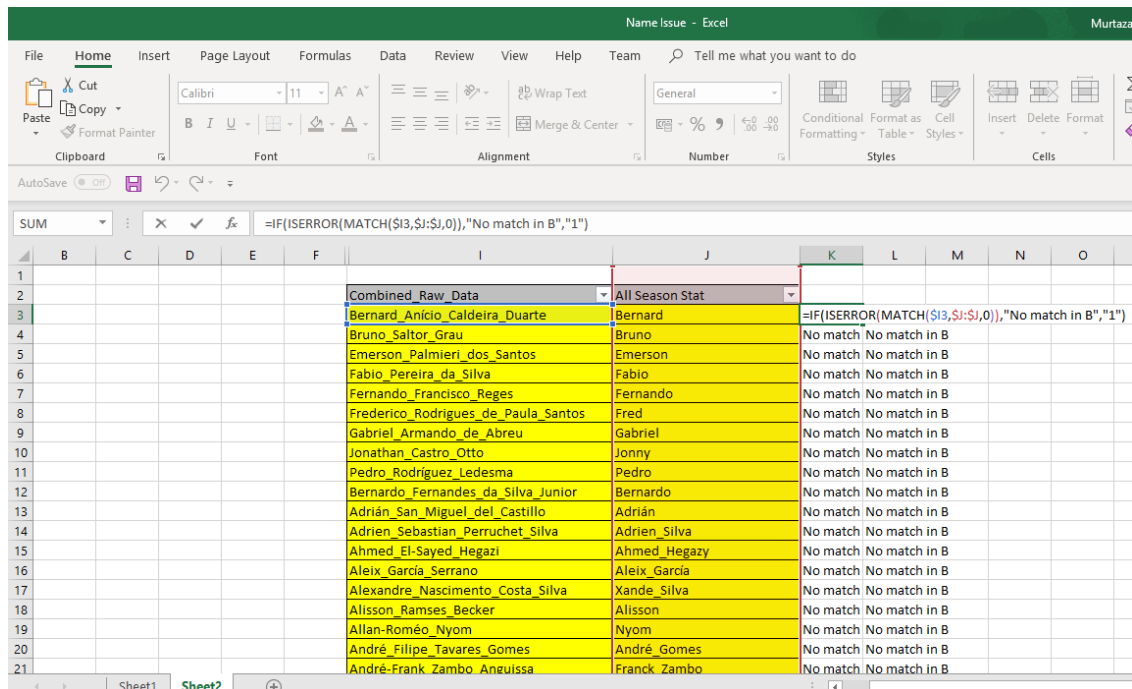 Name Issue - Excel Murtaza
File Home Insert Page Layout Formulas Data Review View Help Team Tell me what you want to do
Cut
Calibri 11 A^ A˅ ab Wrap Text General
Copy
Paste Conditional Format as Cell Insert Delete Format
Format Painter B I U A Merge & Center % 9 .00 .00 Formatting Table Styles
Clipboard Font Alignment Number Styles Cells
AutoSave Off
SUM fx =IF(ISERROR(MATCH($I3,$J:$J,0)),"No match in B","1")
B C D E F I J K L M N O
1
2 Combined_Raw_Data All Season Stat
3 Bernard_Anício_Caldeira_Duarte Bernard =IF(ISERROR(MATCH($I3,$J:$J,0)),"No match in B","1")
4 Bruno_Saltor_Grau Bruno No match No match in B
5 Emerson_Palmieri_dos_Santos Emerson No match No match in B
6 Fabio_Pereira_da_Silva Fabio No match No match in B
7 Fernando_Francisco_Reges Fernando No match No match in B
8 Frederico_Rodrigues_de_Paula_Santos Fred No match No match in B
9 Gabriel_Armando_de_Abreu Gabriel No match No match in B
10 Jonathan_Castro_Otto Jonny No match No match in B
11 Pedro_Rodríguez_Ledesma Pedro No match No match in B
12 Bernardo_Fernandes_da_Silva_Junior Bernardo No match No match in B
13 Adrián_San_Miguel_del_Castillo Adrián No match No match in B
14 Adrien_Sebastian_Perruchet_Silva Adrien_Silva No match No match in B
15 Ahmed_El-Sayed_Hegazi Ahmed_Hegazy No match No match in B
16 Aleix_García_Serrano Aleix_García No match No match in B
17 Alexandre_Nascimento_Costa_Silva Xande_Silva No match No match in B
18 Alisson_Ramses_Becker Alisson No match No match in B
19 Allan-Roméo_Nyom Nyom No match No match in B
20 André_Filipe_Tavares_Gomes André_Gomes No match No match in B
21 André-Frank_Zambo_Anguissa Franck_Zambo No match No match in B
Sheet1 Sheet2